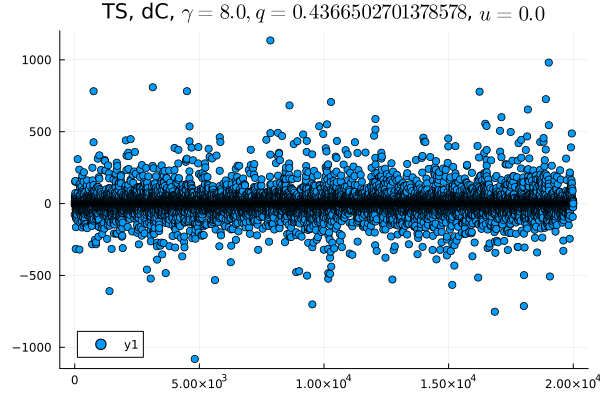 TS, dC, γ = 8.0, q = 0.4366502701378578, u = 0.0
1000
500
0
−500
−1000
y1
0 5.00×10³ 1.00×10⁴ 1.50×10⁴ 2.00×10⁴